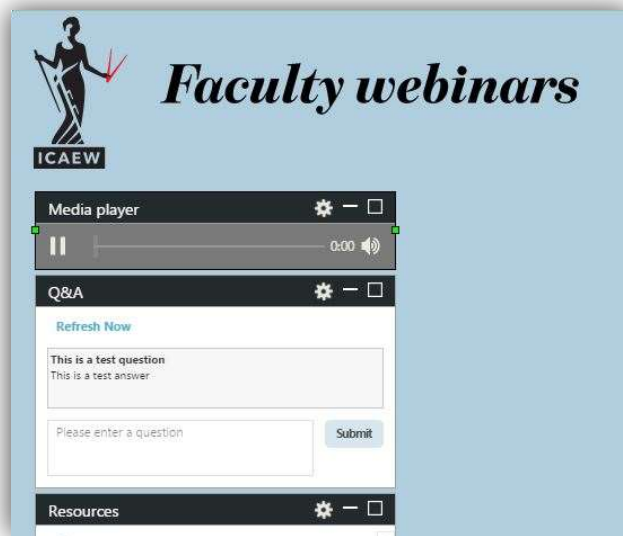 ICAEW
Faculty webinars
Media player
0:00
Q&A
Refresh Now
This is a test question
This is a test answer
Please enter a question
Submit
Resources